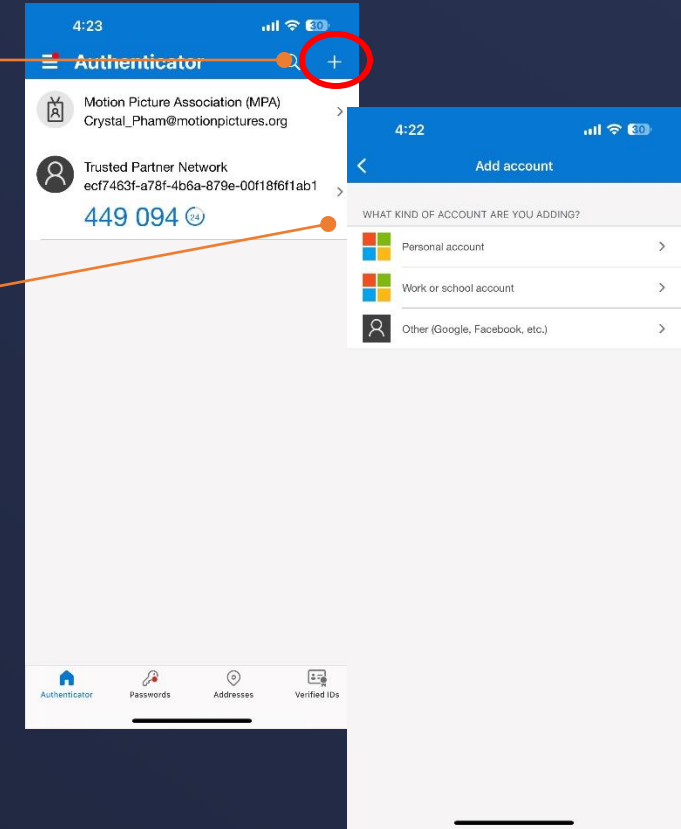 4:23
30
Authenticator
Motion Picture Association (MPA)
Crystal_Pham@motionpictures.org
Trusted Partner Network
ecf7463f-a78f-4b6a-879e-00f18f6f1ab1
449 094 24
Authenticator
Passwords
Addresses
Verified IDs
4:22
30
Add account
WHAT KIND OF ACCOUNT ARE YOU ADDING?
Personal account
Work or school account
Other (Google, Facebook, etc.)